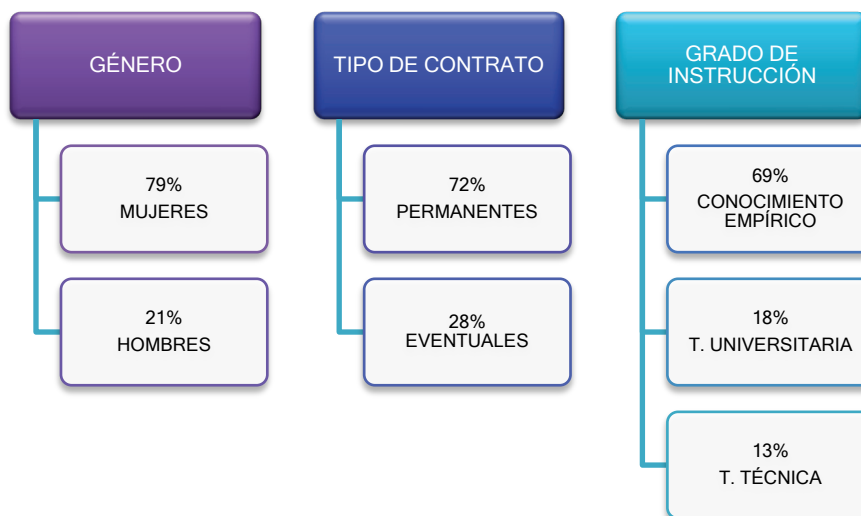 GÉNERO
79%
MUJERES
21%
HOMBRES
TIPO DE CONTRATO
72%
PERMANENTES
28%
EVENTUALES
GRADO DE
INSTRUCCIÓN
69%
CONOCIMIENTO
EMPÍRICO
18%
T. UNIVERSITARIA
13%
T. TÉCNICA